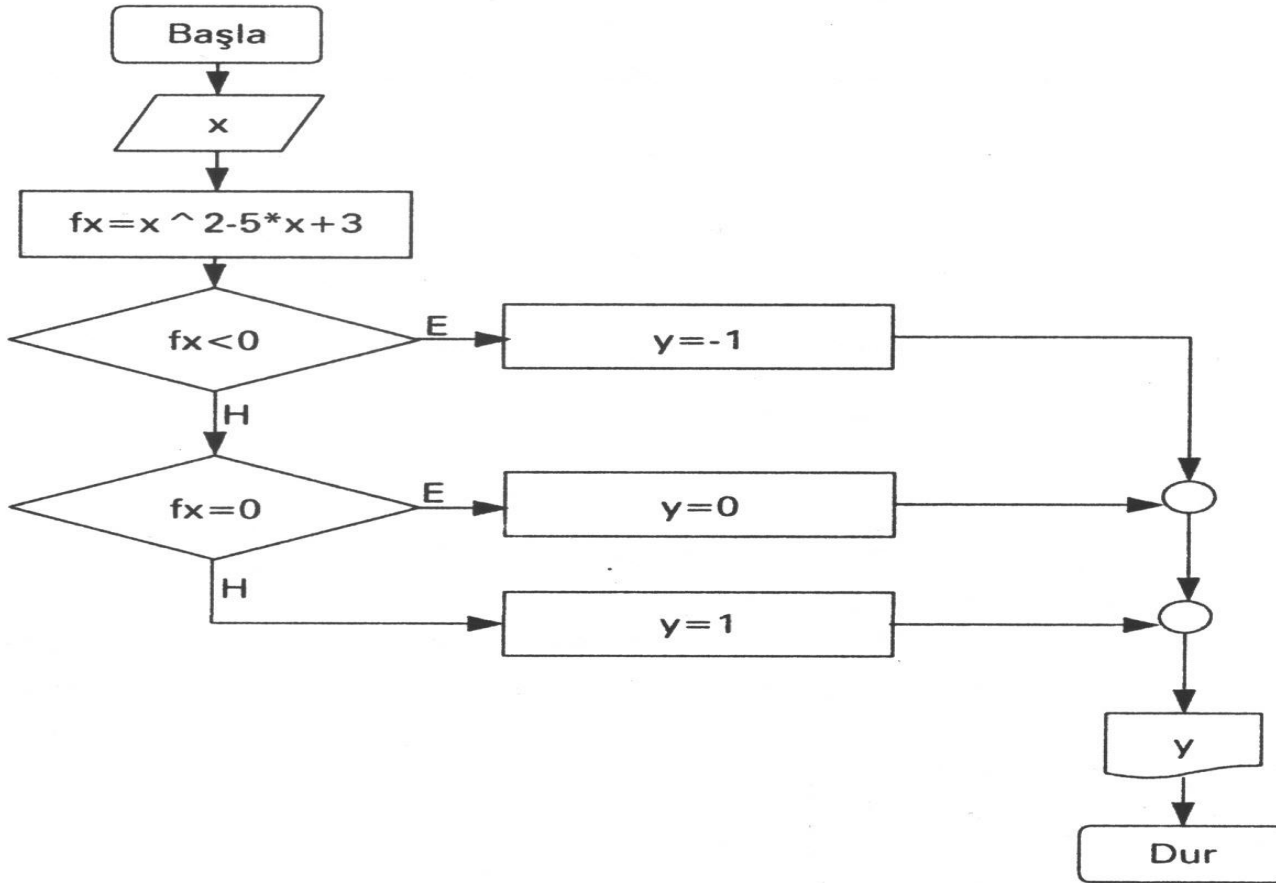 Başla
x
fx=x^2-5*x+3
fx<0
E
y=-1
H
fx=0
E
y=0
H
y=1
y
Dur